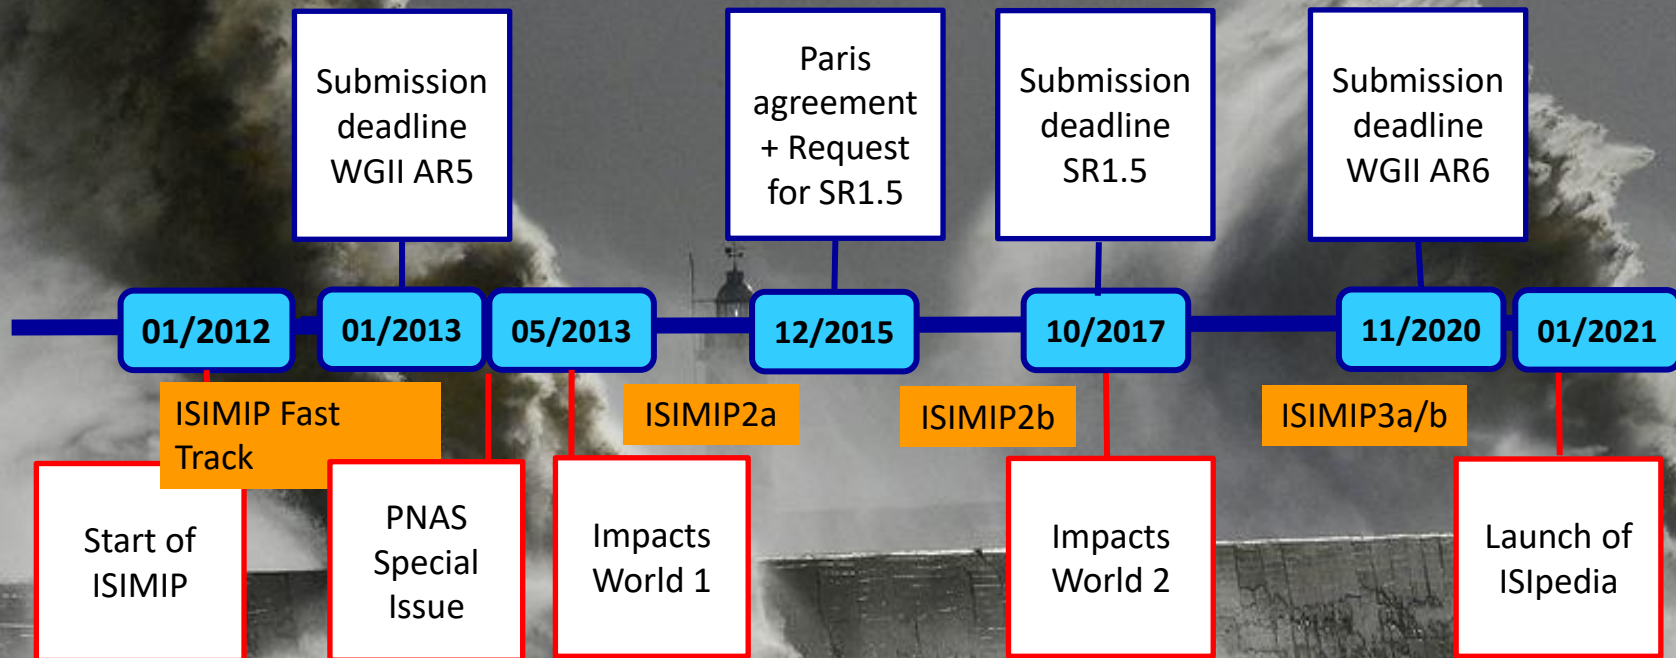 Submission
deadline
WGII AR5
Paris
agreement
+ Request
for SR1.5
Submission
deadline
SR1.5
Submission
deadline
WGII AR6
01/2012
01/2013
05/2013
12/2015
10/2017
11/2020
01/2021
ISIMIP Fast
Track
ISIMIP2a
ISIMIP2b
ISIMIP3a/b
Start of
ISIMIP
PNAS
Special
Issue
Impacts
World 1
Impacts
World 2
Launch of
ISIpedia